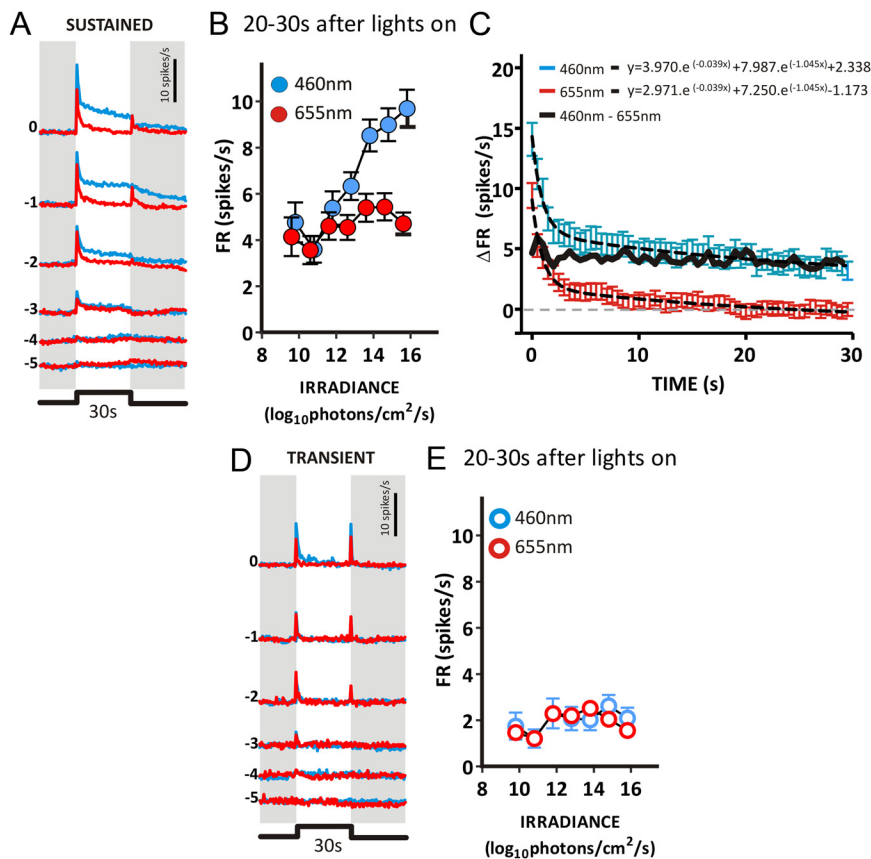 A
SUSTAINED
10 spikes/s
0
-1
-2
-3
-4
-5
30s
B 20-30s after lights on
460nm
655nm
FR (spikes/s)
10
8
6
4
2
0
8 10 12 14 16
IRRADIANCE
(log10photons/cm²/s)
C
460nm y=3.970.e(-0.039x)+7.987.e(-1.045x)+2.338
655nm y=2.971.e(-0.039x)+7.250.e(-1.045x)-1.173
460nm - 655nm
ΔFR (spikes/s)
20
15
10
5
0
0 10 20 30
TIME (s)
D
TRANSIENT
10 spikes/s
0
-1
-2
-3
-4
-5
30s
E 20-30s after lights on
460nm
655nm
FR (spikes/s)
10
8
6
4
2
0
8 10 12 14 16
IRRADIANCE
(log10photons/cm²/s)